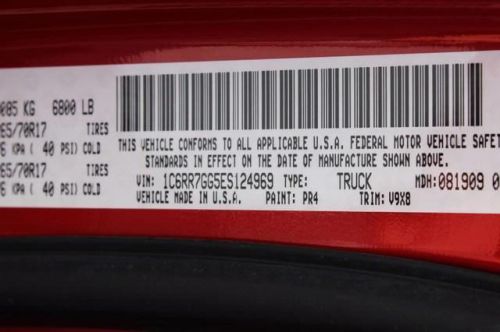 085 KG 6800 LB
65/70R17 TIRES
KPA ( 40 PSI) COLD
65/70R17 TIRES
KPA ( 40 PSI) COLD
THIS VEHICLE CONFORMS TO ALL APPLICABLE U.S.A. FEDERAL MOTOR VEHICLE SAFET
STANDARDS IN EFFECT ON THE DATE OF MANUFACTURE SHOWN ABOVE.
VIN: 1C6RR7GG5ES124969 TYPE: TRUCK MDH: 081909 0
VEHICLE MADE IN U.S.A. PAINT: PR4 TRIM: V9X8